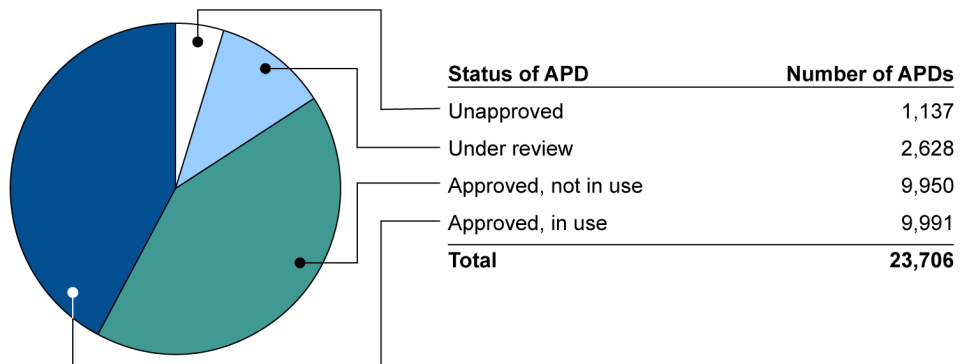 Status of APD Number of APDs
Unapproved 1,137
Under review 2,628
Approved, not in use 9,950
Approved, in use 9,991
Total 23,706